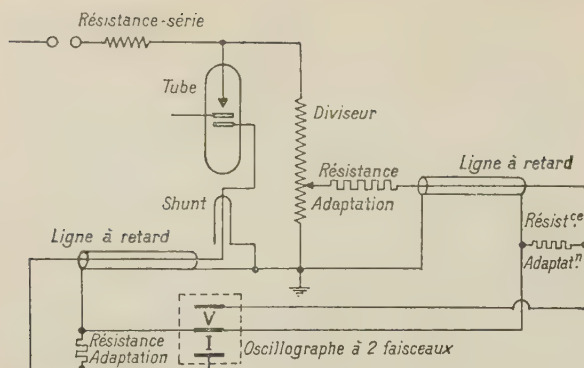 Résistance-série
Tube
Diviseur
Résistance
Adaptation
Ligne à retard
Shunt
Ligne à retard
Résist.ce
Adaptat.n
V
I
Résistance
Adaptation
Oscillographe à 2 faisceaux